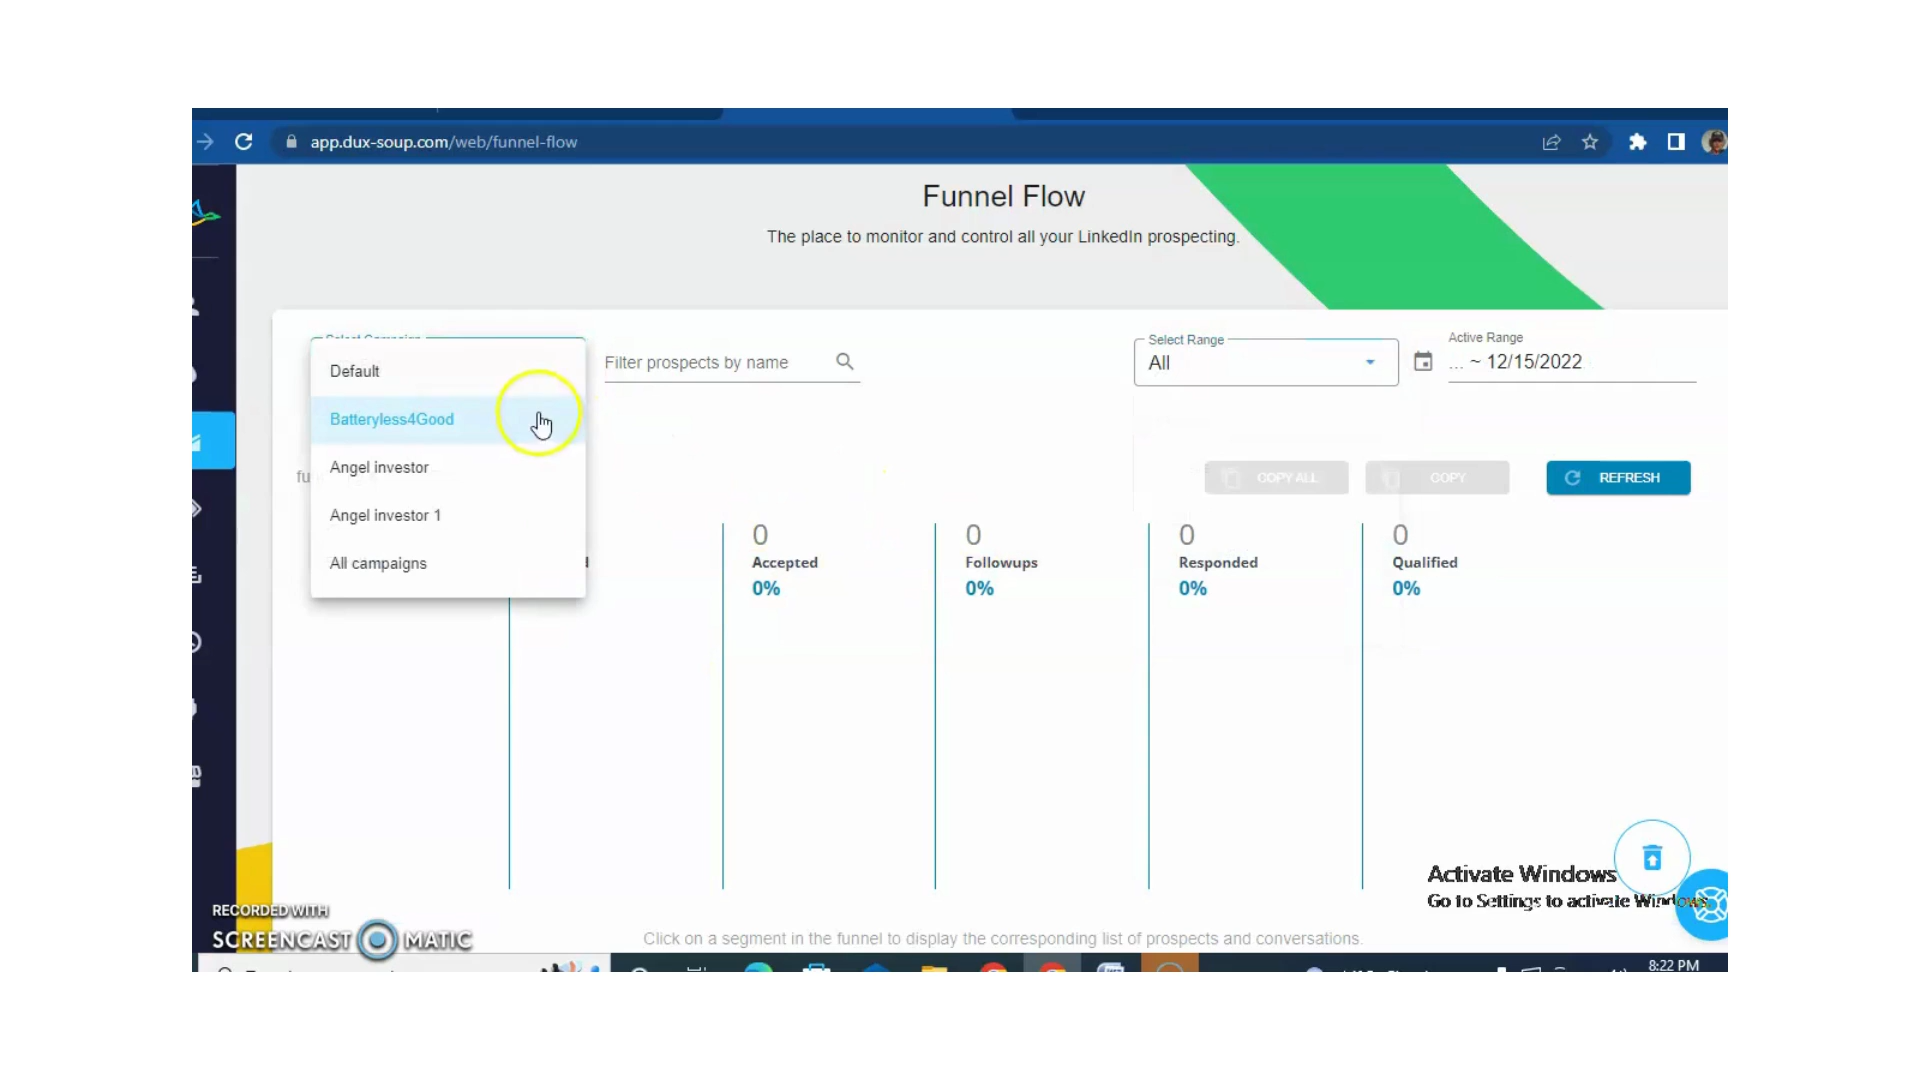 app.dux-soup.com/web/funnel-flow
Funnel Flow
The place to monitor and control all your LinkedIn prospecting.
Select Campaign
Default
Batteryless4Good
Angel investor
Angel investor 1
All campaigns
Filter prospects by name
Select Range
All
Active Range
... ~ 12/15/2022
fu
COPY ALL
COPY
REFRESH
0
Accepted
0%
0
Followups
0%
0
Responded
0%
0
Qualified
0%
Activate Windows
Go to Settings to activate Windows
RECORDED WITH
SCREENCAST MATIC
Click on a segment in the funnel to display the corresponding list of prospects and conversations.
8:22 PM